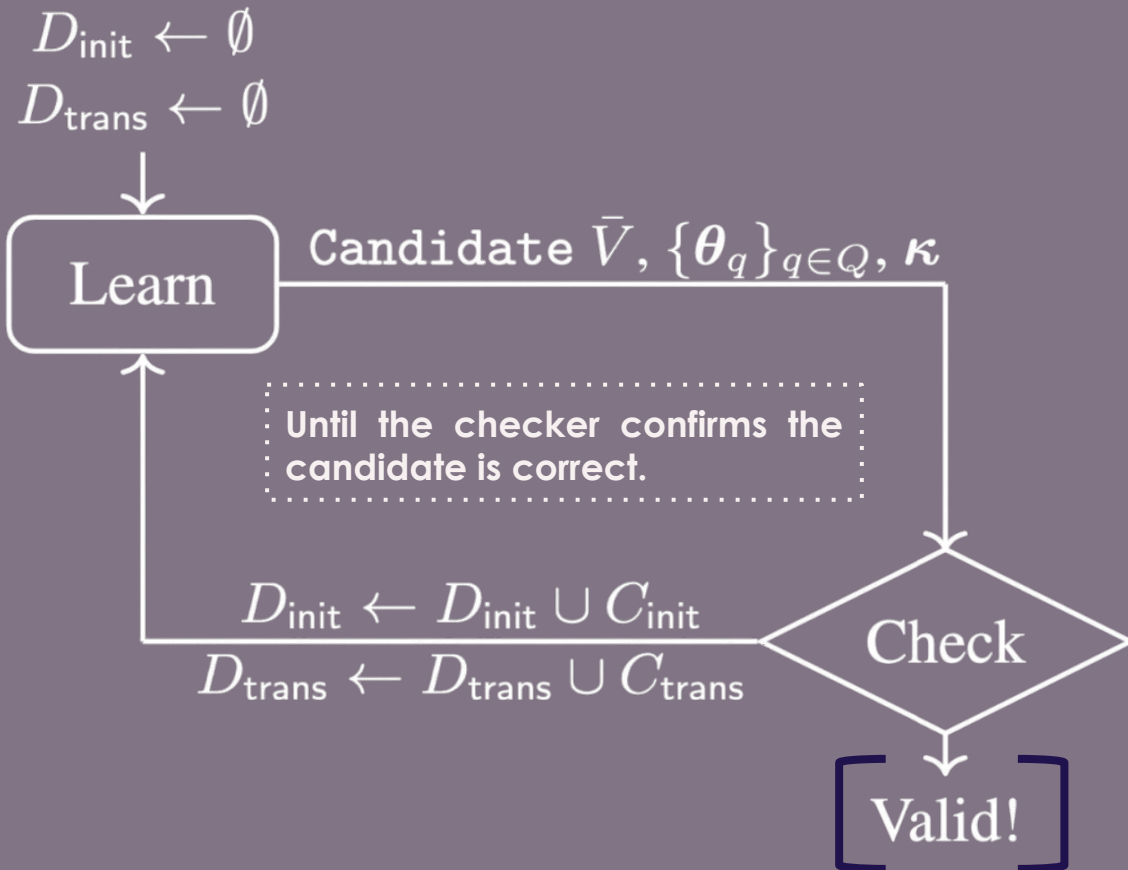 D_init ← ∅
D_trans ← ∅
Learn
Candidate V̄, {θ_q}_{q∈Q}, κ
Until the checker confirms the
candidate is correct.
D_init ← D_init ∪ C_init
D_trans ← D_trans ∪ C_trans
Check
Valid!